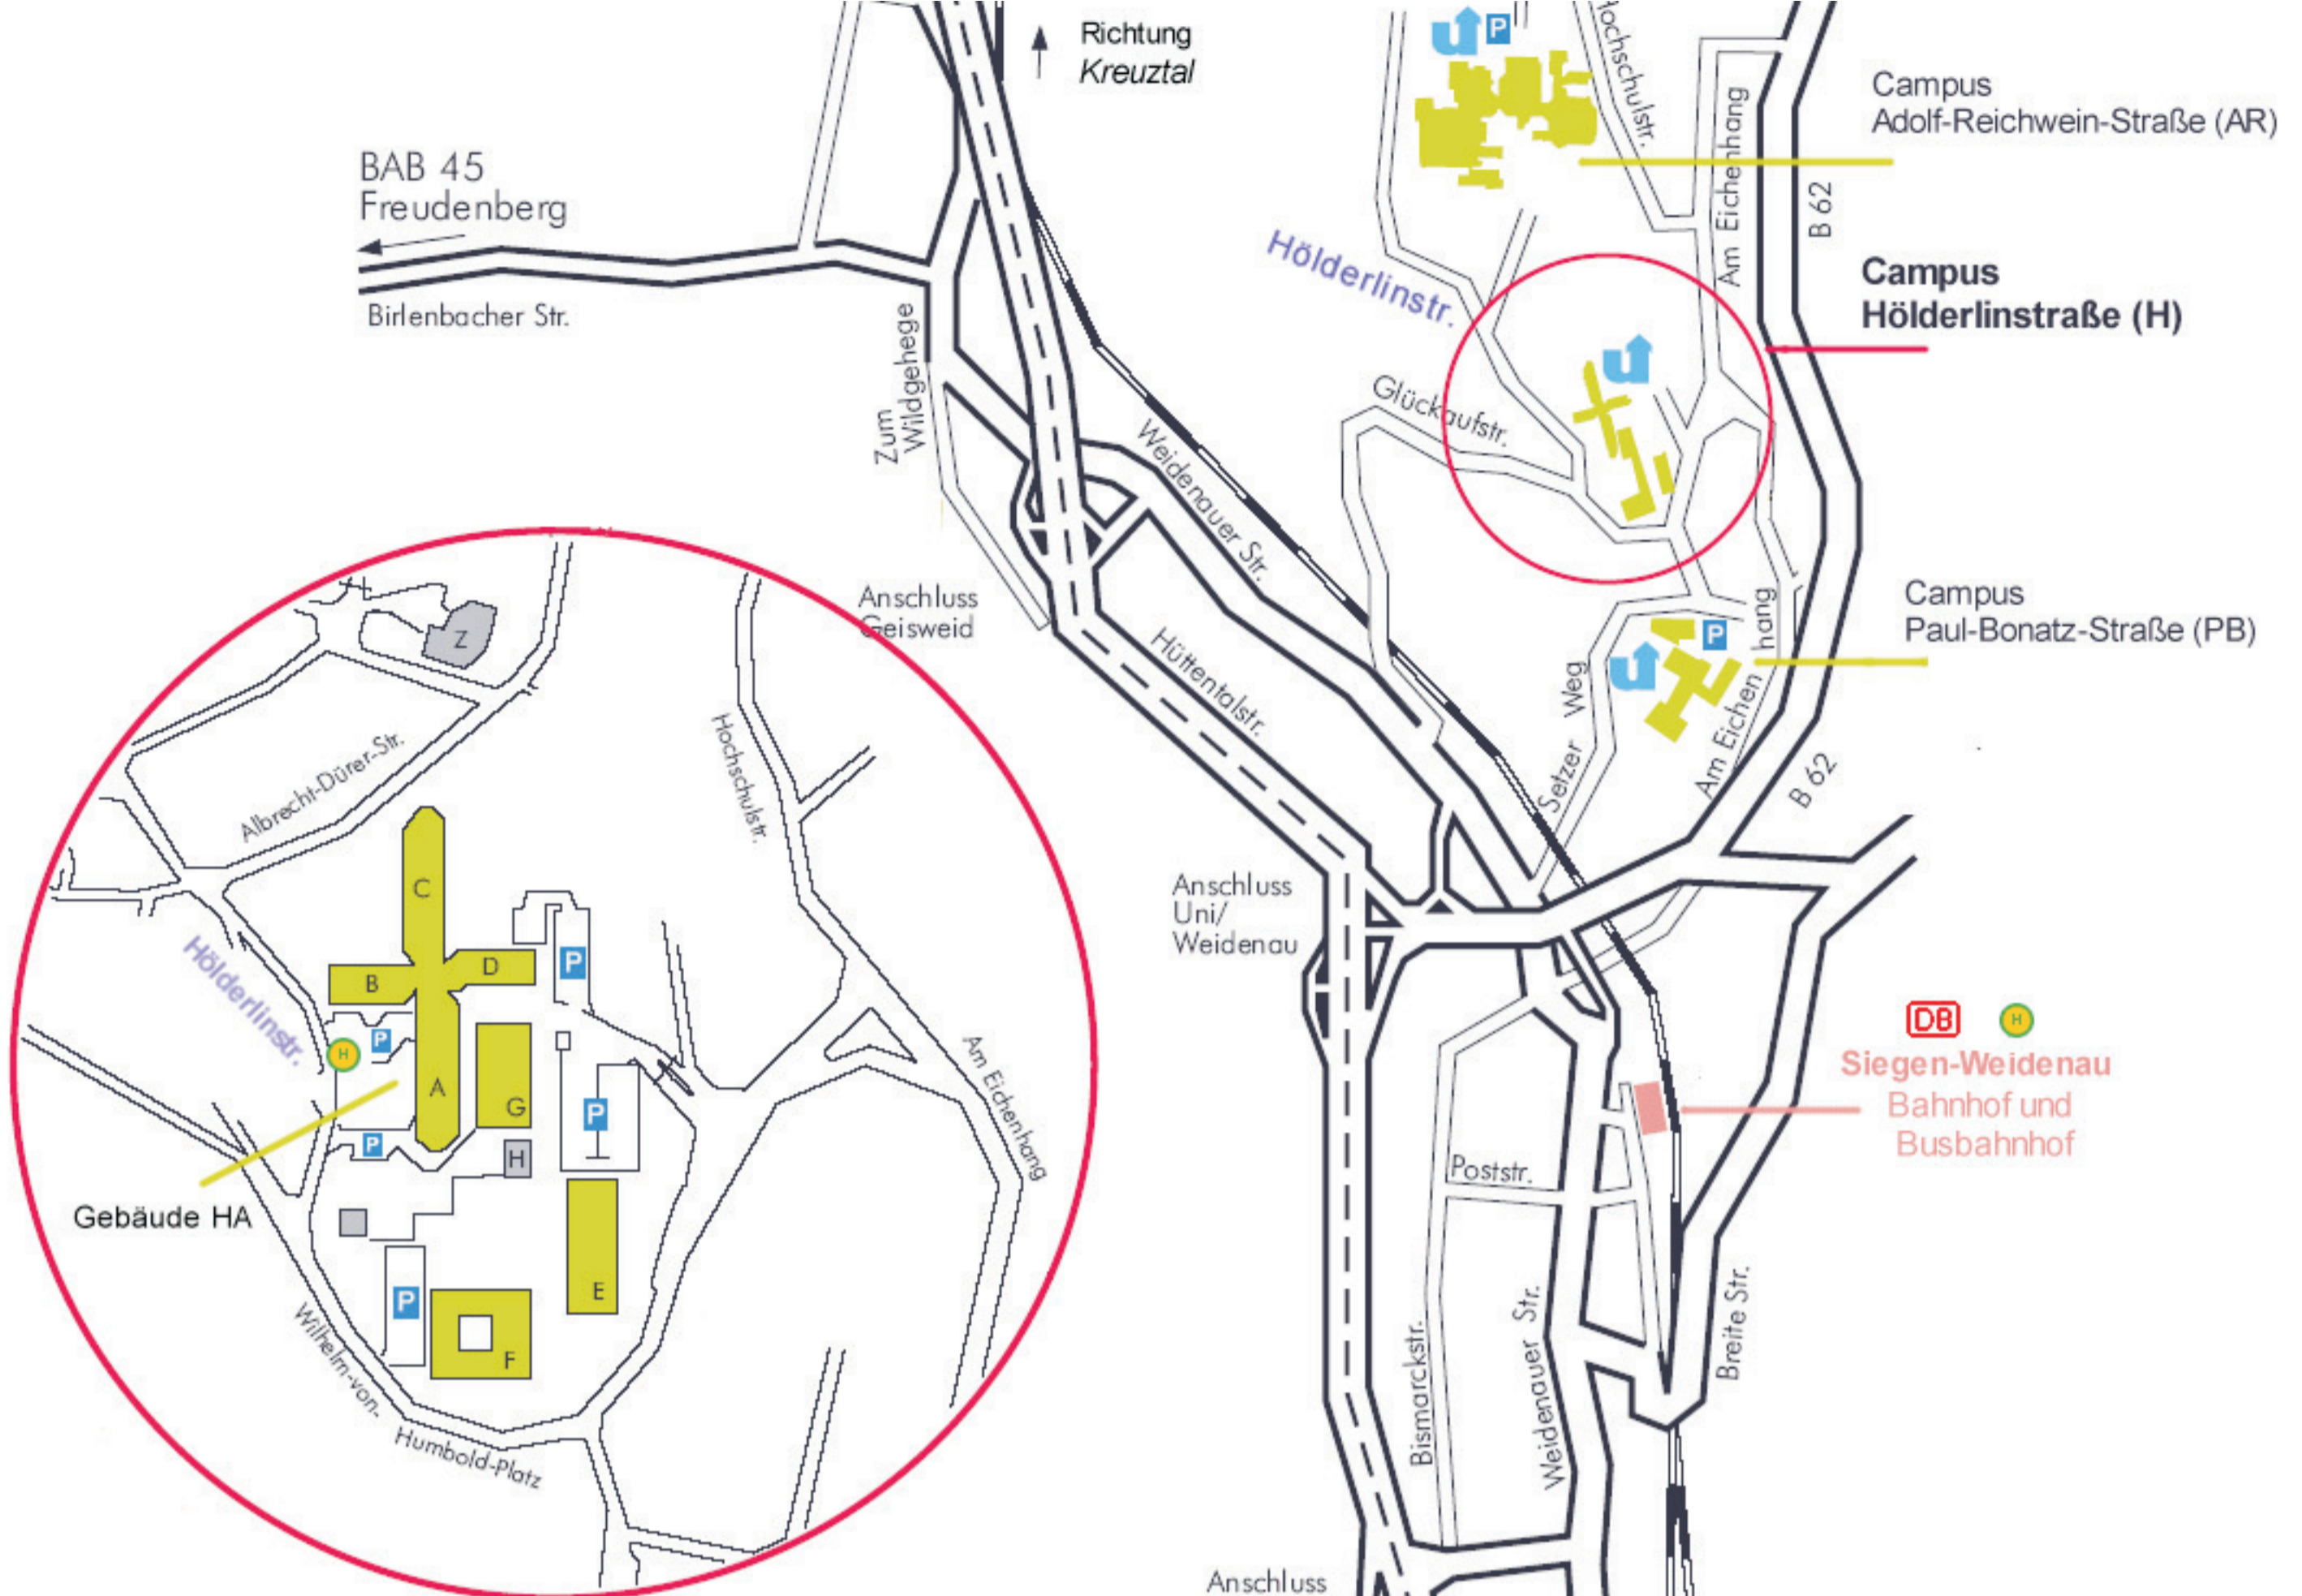 Richtung
Kreuztal
P
Hochschulstr.
Campus
Adolf-Reichwein-Straße (AR)
Am Eichenhang
B 62
BAB 45
Freudenberg
Birlenbacher Str.
Hölderlinstr.
Campus
Hölderlinstraße (H)
Zum
Wildgehege
Glückaufstr.
Weidenauer Str.
Anschluss
Geisweid
Hüttentalstr.
Campus
Paul-Bonatz-Straße (PB)
P
Selzer Weg
Am Eichen
hang
B 62
Z
Albrecht-Dürer-Str.
Hochschulstr.
C
B
D
P
Hölderlinstr.
H
P
A
G
P
P
H
Am Eichenhang
Gebäude HA
E
P
F
Wilhelm-von-
Humbold-Platz
Anschluss
Uni/
Weidenau
DB
H
Siegen-Weidenau
Bahnhof und
Busbahnhof
Poststr.
Bismarckstr.
Weidenauer Str.
Breite Str.
Anschluss